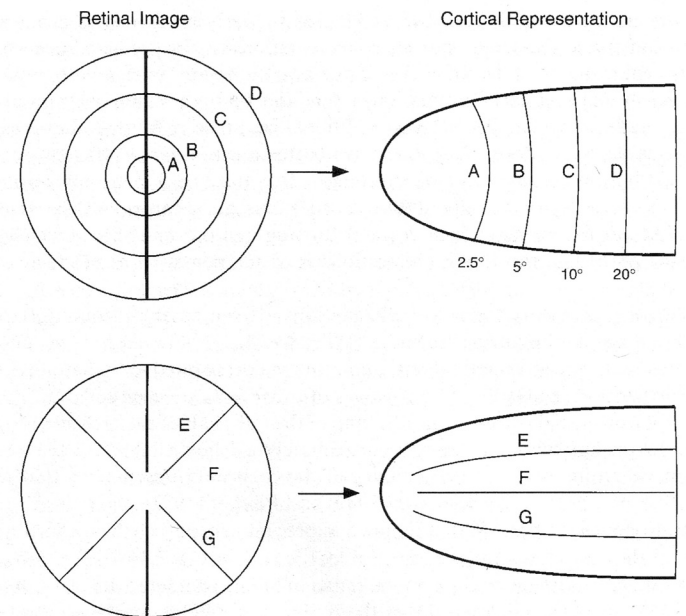 Retinal Image
Cortical Representation
D
C
B
A
A B C D
2.5° 5° 10° 20°
E
F
G
E
F
G